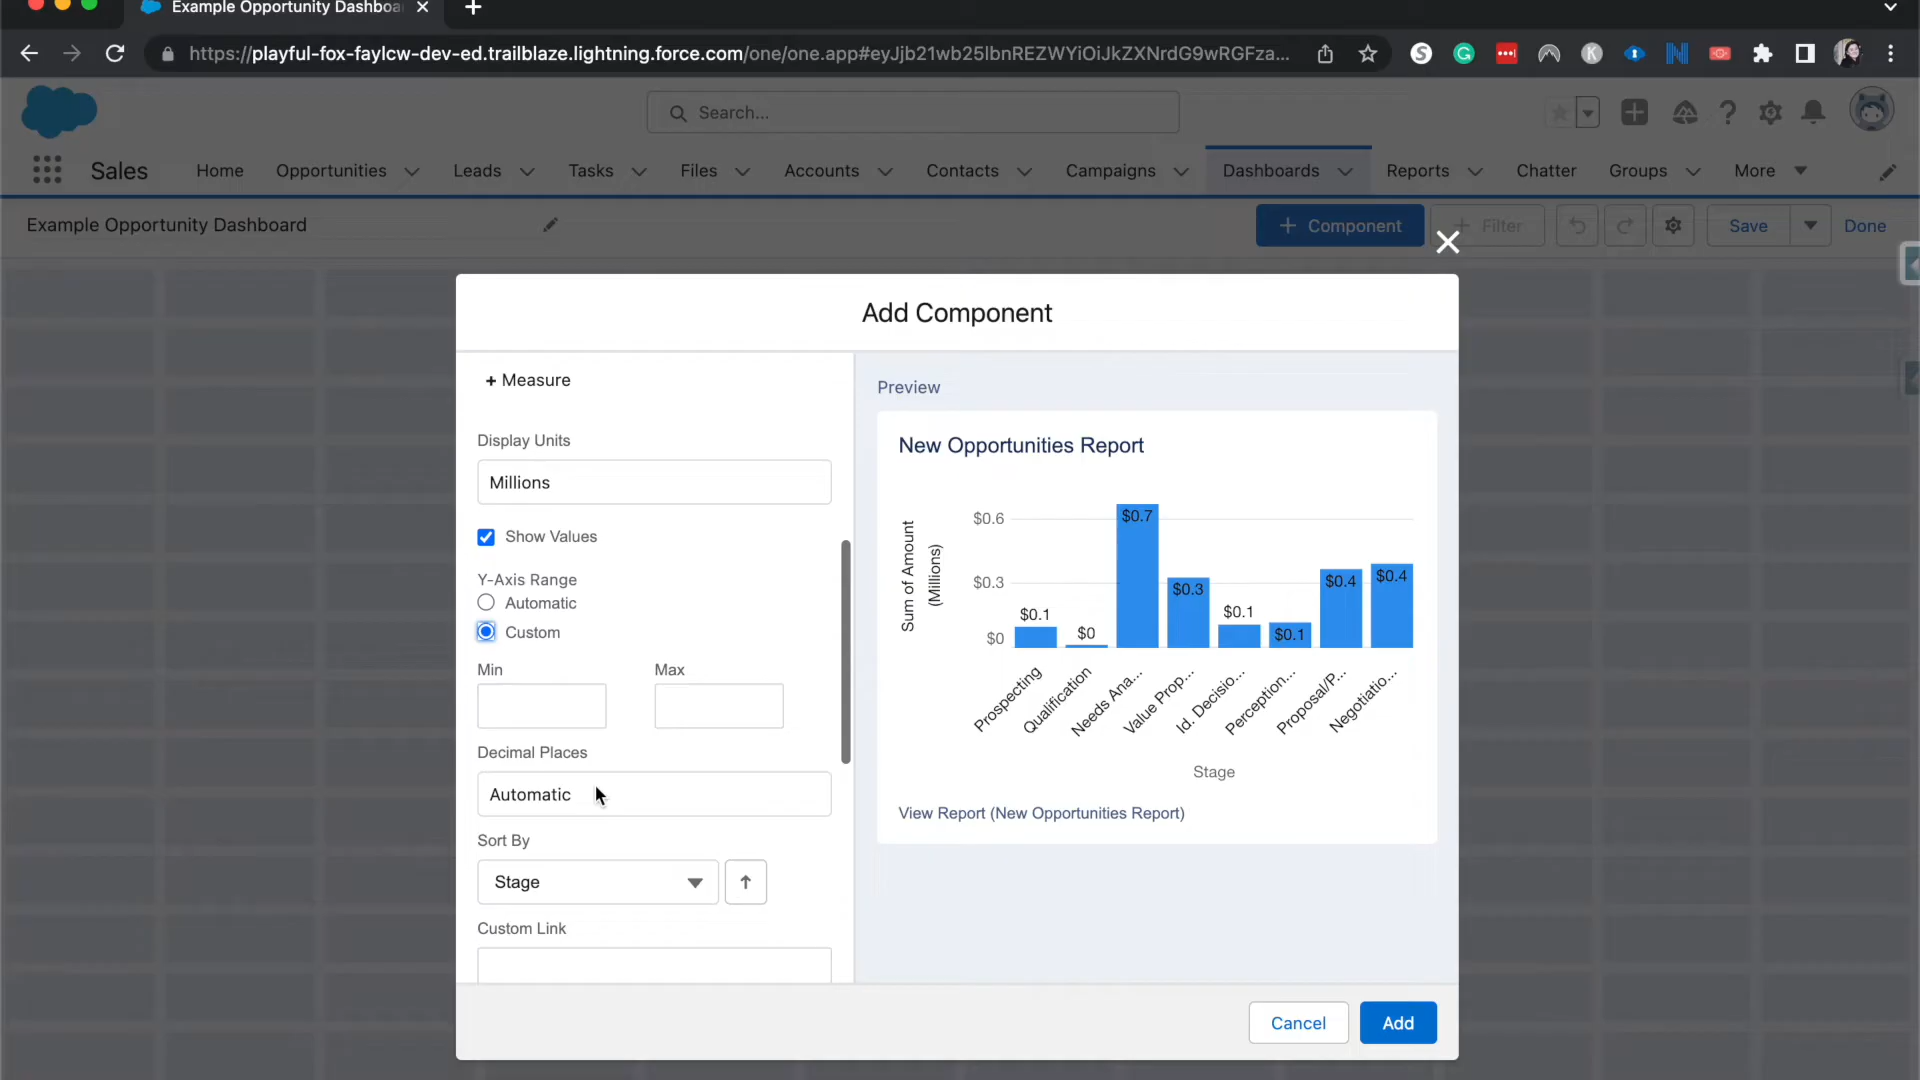 Example Opportunity Dashboa
https://playful-fox-faylcw-dev-ed.trailblaze.lightning.force.com/one/one.app#eyJjb21wb25lbnREZWYiOiJkZXNrdG9wRGFza...
Search...
Sales
Home
Opportunities
Leads
Tasks
Files
Accounts
Contacts
Campaigns
Dashboards
Reports
Chatter
Groups
More
Example Opportunity Dashboard
+ Component
+ Filter
Save
Done
Add Component
+ Measure
Display Units
Millions
Show Values
Y-Axis Range
Automatic
Custom
Min
Max
Decimal Places
Automatic
Sort By
Stage
Custom Link
Preview
New Opportunities Report
Sum of Amount
(Millions)
$0.6
$0.3
$0
$0.1
$0
$0.7
$0.3
$0.1
$0.1
$0.4
$0.4
Prospecting
Qualification
Needs Ana...
Value Prop...
Id. Decisio...
Perception...
Proposal/P...
Negotiatio...
Stage
View Report (New Opportunities Report)
Cancel
Add